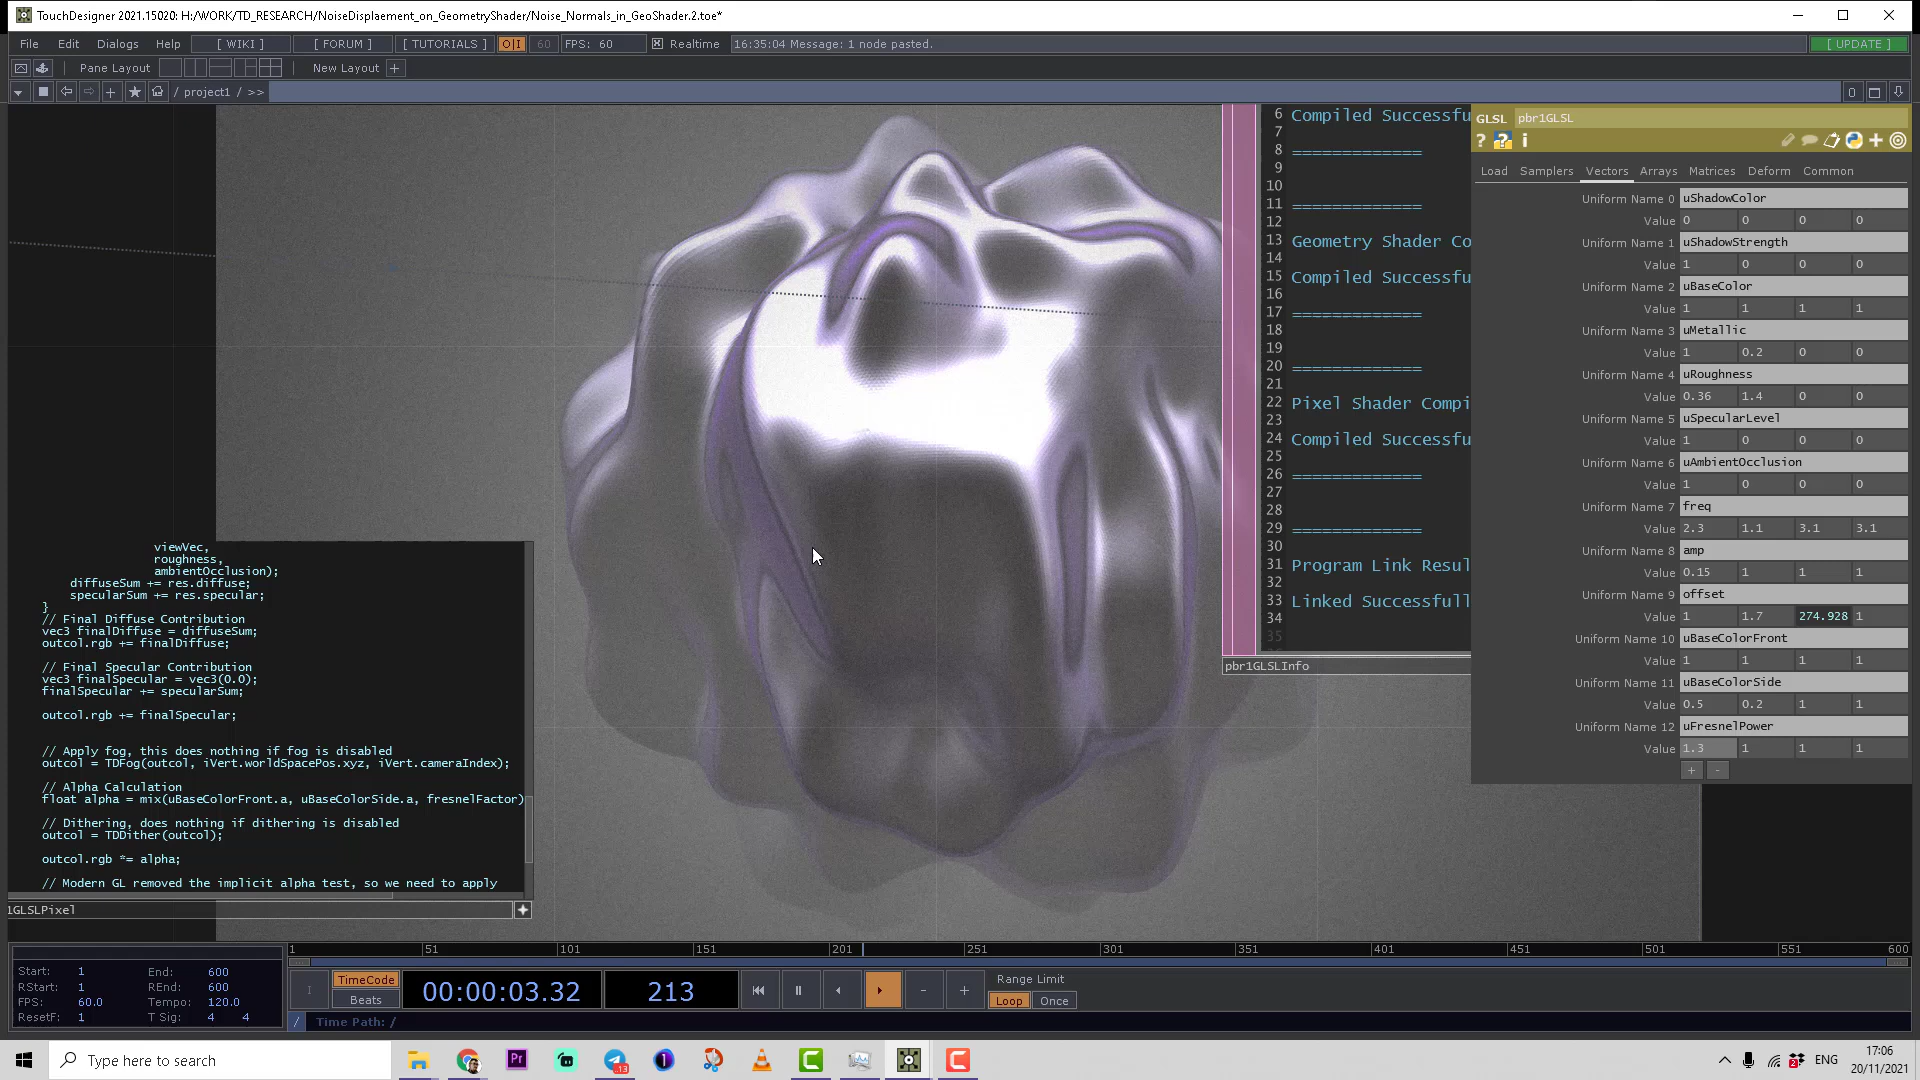 TouchDesigner 2021.15020: H:/WORK/TD_RESEARCH/NoiseDisplaement_on_GeometryShader/Noise_Normals_in_GeoShader.2.toe*
File Edit Dialogs Help [ WIKI ] [ FORUM ] [ TUTORIALS ] O|I 60 FPS: 60 Realtime 16:35:04 Message: 1 node pasted. [ UPDATE ]
Pane Layout New Layout +
/ project1 / >> 0
6 Compiled Successfu
7
8 =============
9
10
11 =============
12
13 Geometry Shader Co
14
15 Compiled Successfu
16
17 =============
18
19
20 =============
21
22 Pixel Shader Compi
23
24 Compiled Successfu
25
26 =============
27
28
29 =============
30
31 Program Link Resul
32
33 Linked Successfull
34
35
pbr1GLSLInfo
GLSL pbr1GLSL
? ? i
Load Samplers Vectors Arrays Matrices Deform Common
Uniform Name 0 uShadowColor
Value 0 0 0 0
Uniform Name 1 uShadowStrength
Value 1 0 0 0
Uniform Name 2 uBaseColor
Value 1 1 1 1
Uniform Name 3 uMetallic
Value 1 0.2 0 0
Uniform Name 4 uRoughness
Value 0.36 1.4 0 0
Uniform Name 5 uSpecularLevel
Value 1 0 0 0
Uniform Name 6 uAmbientOcclusion
Value 1 0 0 0
Uniform Name 7 freq
Value 2.3 1.1 3.1 3.1
Uniform Name 8 amp
Value 0.15 1 1 1
Uniform Name 9 offset
Value 1 1.7 274.928 1
Uniform Name 10 uBaseColorFront
Value 1 1 1 1
Uniform Name 11 uBaseColorSide
Value 0.5 0.2 1 1
Uniform Name 12 uFresnelPower
Value 1.3 1 1 1
+ -
viewVec,
roughness,
ambientOcclusion);
diffuseSum += res.diffuse;
specularSum += res.specular;
}
// Final Diffuse Contribution
vec3 finalDiffuse = diffuseSum;
outcol.rgb += finalDiffuse;
// Final Specular Contribution
vec3 finalSpecular = vec3(0.0);
finalSpecular += specularSum;
outcol.rgb += finalSpecular;
// Apply fog, this does nothing if fog is disabled
outcol = TDFog(outcol, iVert.worldSpacePos.xyz, iVert.cameraIndex);
// Alpha Calculation
float alpha = mix(uBaseColorFront.a, uBaseColorSide.a, fresnelFactor)
// Dithering, does nothing if dithering is disabled
outcol = TDDither(outcol);
outcol.rgb *= alpha;
// Modern GL removed the implicit alpha test, so we need to apply
1GLSLPixel
1 51 101 151 201 251 301 351 401 451 501 551 600
Start: 1 End: 600
RStart: 1 REnd: 600
FPS: 60.0 Tempo: 120.0
ResetF: 1 T Sig: 4 4
TimeCode
Beats
00:00:03.32 213
- +
Range Limit
Loop Once
/ Time Path: /
Type here to search
Pr
13
ENG
17:06
20/11/2021